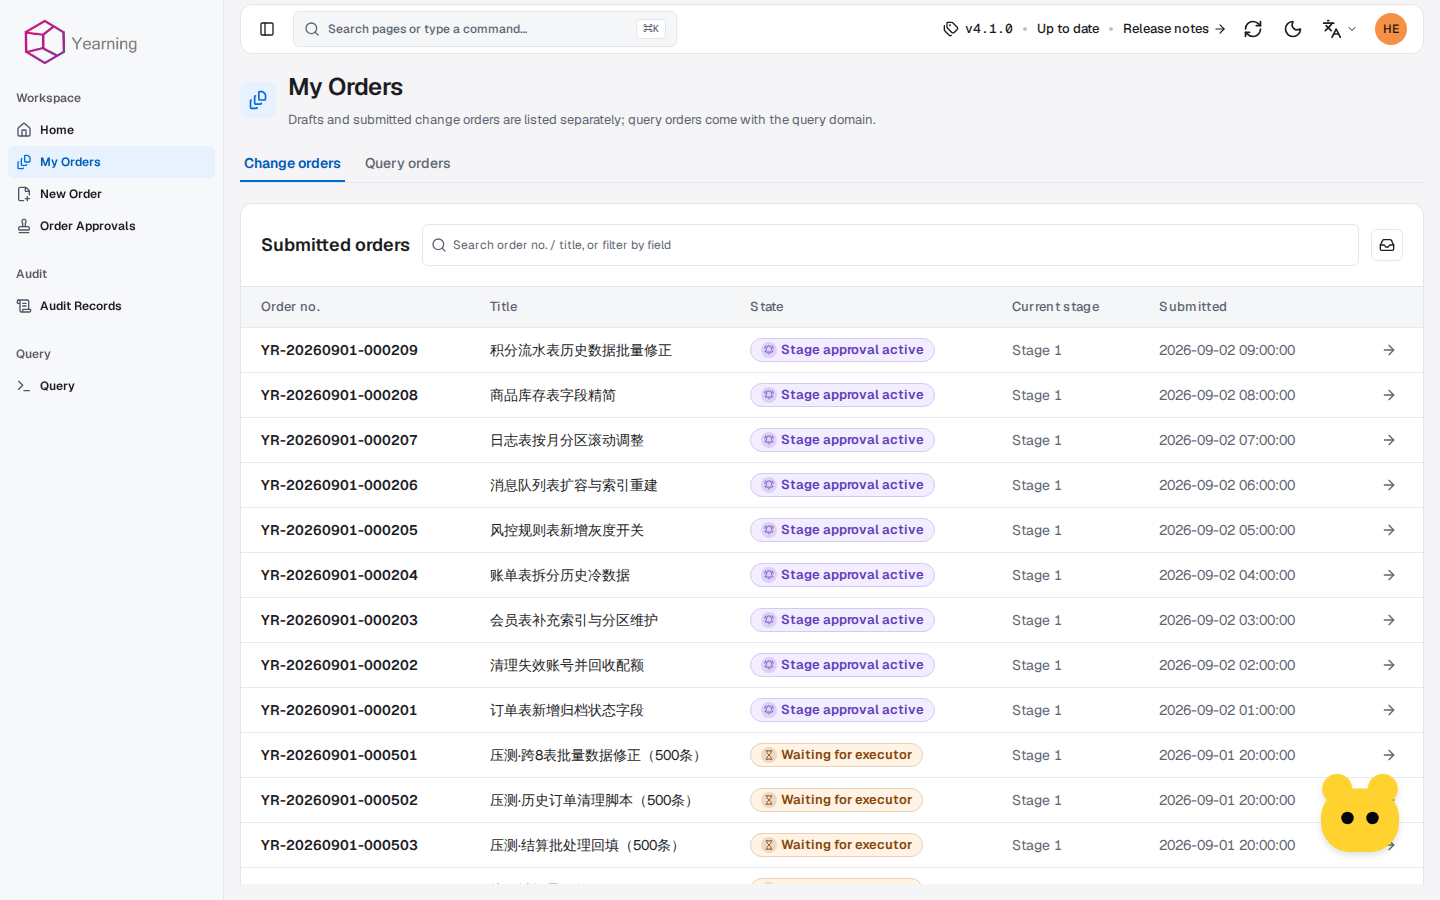 Yearning
Search pages or type a command...
⌘K
v4.1.0
Up to date
Release notes
HE
Workspace
Home
My Orders
New Order
Order Approvals
Audit
Audit Records
Query
Query
My Orders
Drafts and submitted change orders are listed separately; query orders come with the query domain.
Change orders
Query orders
Submitted orders
Search order no. / title, or filter by field
Order no. Title State Current stage Submitted
YR-20260901-000209 积分流水表历史数据批量修正 Stage approval active Stage 1 2026-09-02 09:00:00
YR-20260901-000208 商品库存表字段精简 Stage approval active Stage 1 2026-09-02 08:00:00
YR-20260901-000207 日志表按月分区滚动调整 Stage approval active Stage 1 2026-09-02 07:00:00
YR-20260901-000206 消息队列表扩容与索引重建 Stage approval active Stage 1 2026-09-02 06:00:00
YR-20260901-000205 风控规则表新增灰度开关 Stage approval active Stage 1 2026-09-02 05:00:00
YR-20260901-000204 账单表拆分历史冷数据 Stage approval active Stage 1 2026-09-02 04:00:00
YR-20260901-000203 会员表补充索引与分区维护 Stage approval active Stage 1 2026-09-02 03:00:00
YR-20260901-000202 清理失效账号并回收配额 Stage approval active Stage 1 2026-09-02 02:00:00
YR-20260901-000201 订单表新增归档状态字段 Stage approval active Stage 1 2026-09-02 01:00:00
YR-20260901-000501 压测·跨8表批量数据修正（500条） Waiting for executor Stage 1 2026-09-01 20:00:00
YR-20260901-000502 压测·历史订单清理脚本（500条） Waiting for executor Stage 1 2026-09-01 20:00:00
YR-20260901-000503 压测·结算批处理回填（500条） Waiting for executor Stage 1 2026-09-01 20:00:00